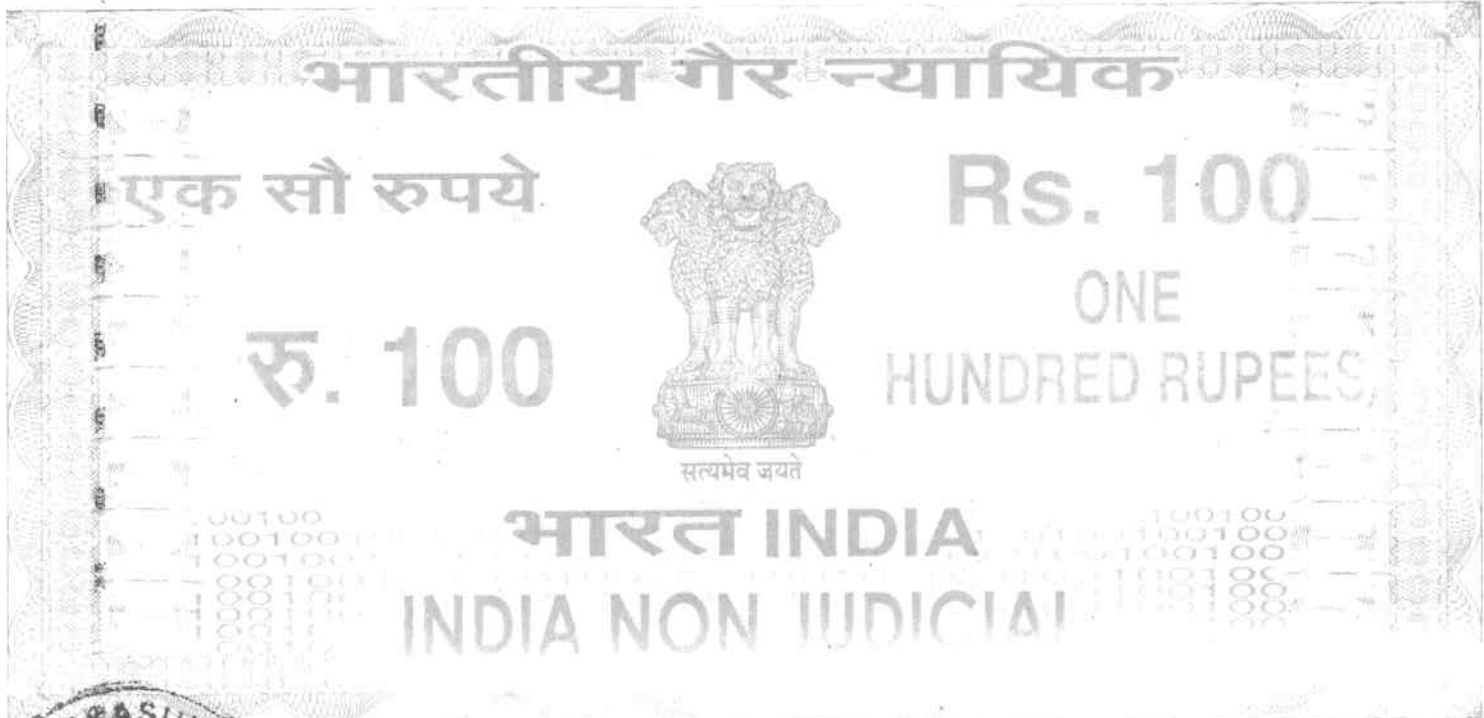 भारतीय गैर न्यायिक
एक सौ रुपये
Rs. 100
रु. 100
ONE
HUNDRED RUPEES
सत्यमेव जयते
भारत INDIA
INDIA NON JUDICIAL